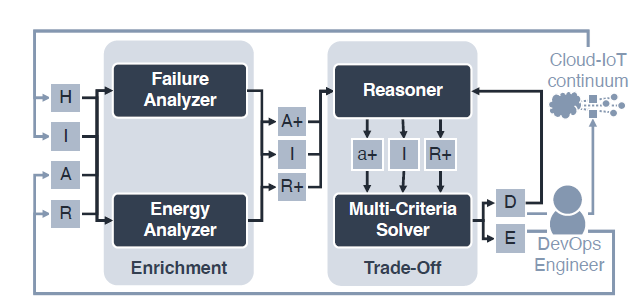 Cloud-IoT
continuum
H
I
A
R
Failure
Analyzer
Energy
Analyzer
Enrichment
A+
I
R+
Reasoner
a+ I R+
Multi-Criteria
Solver
Trade-Off
D
E
DevOps
Engineer